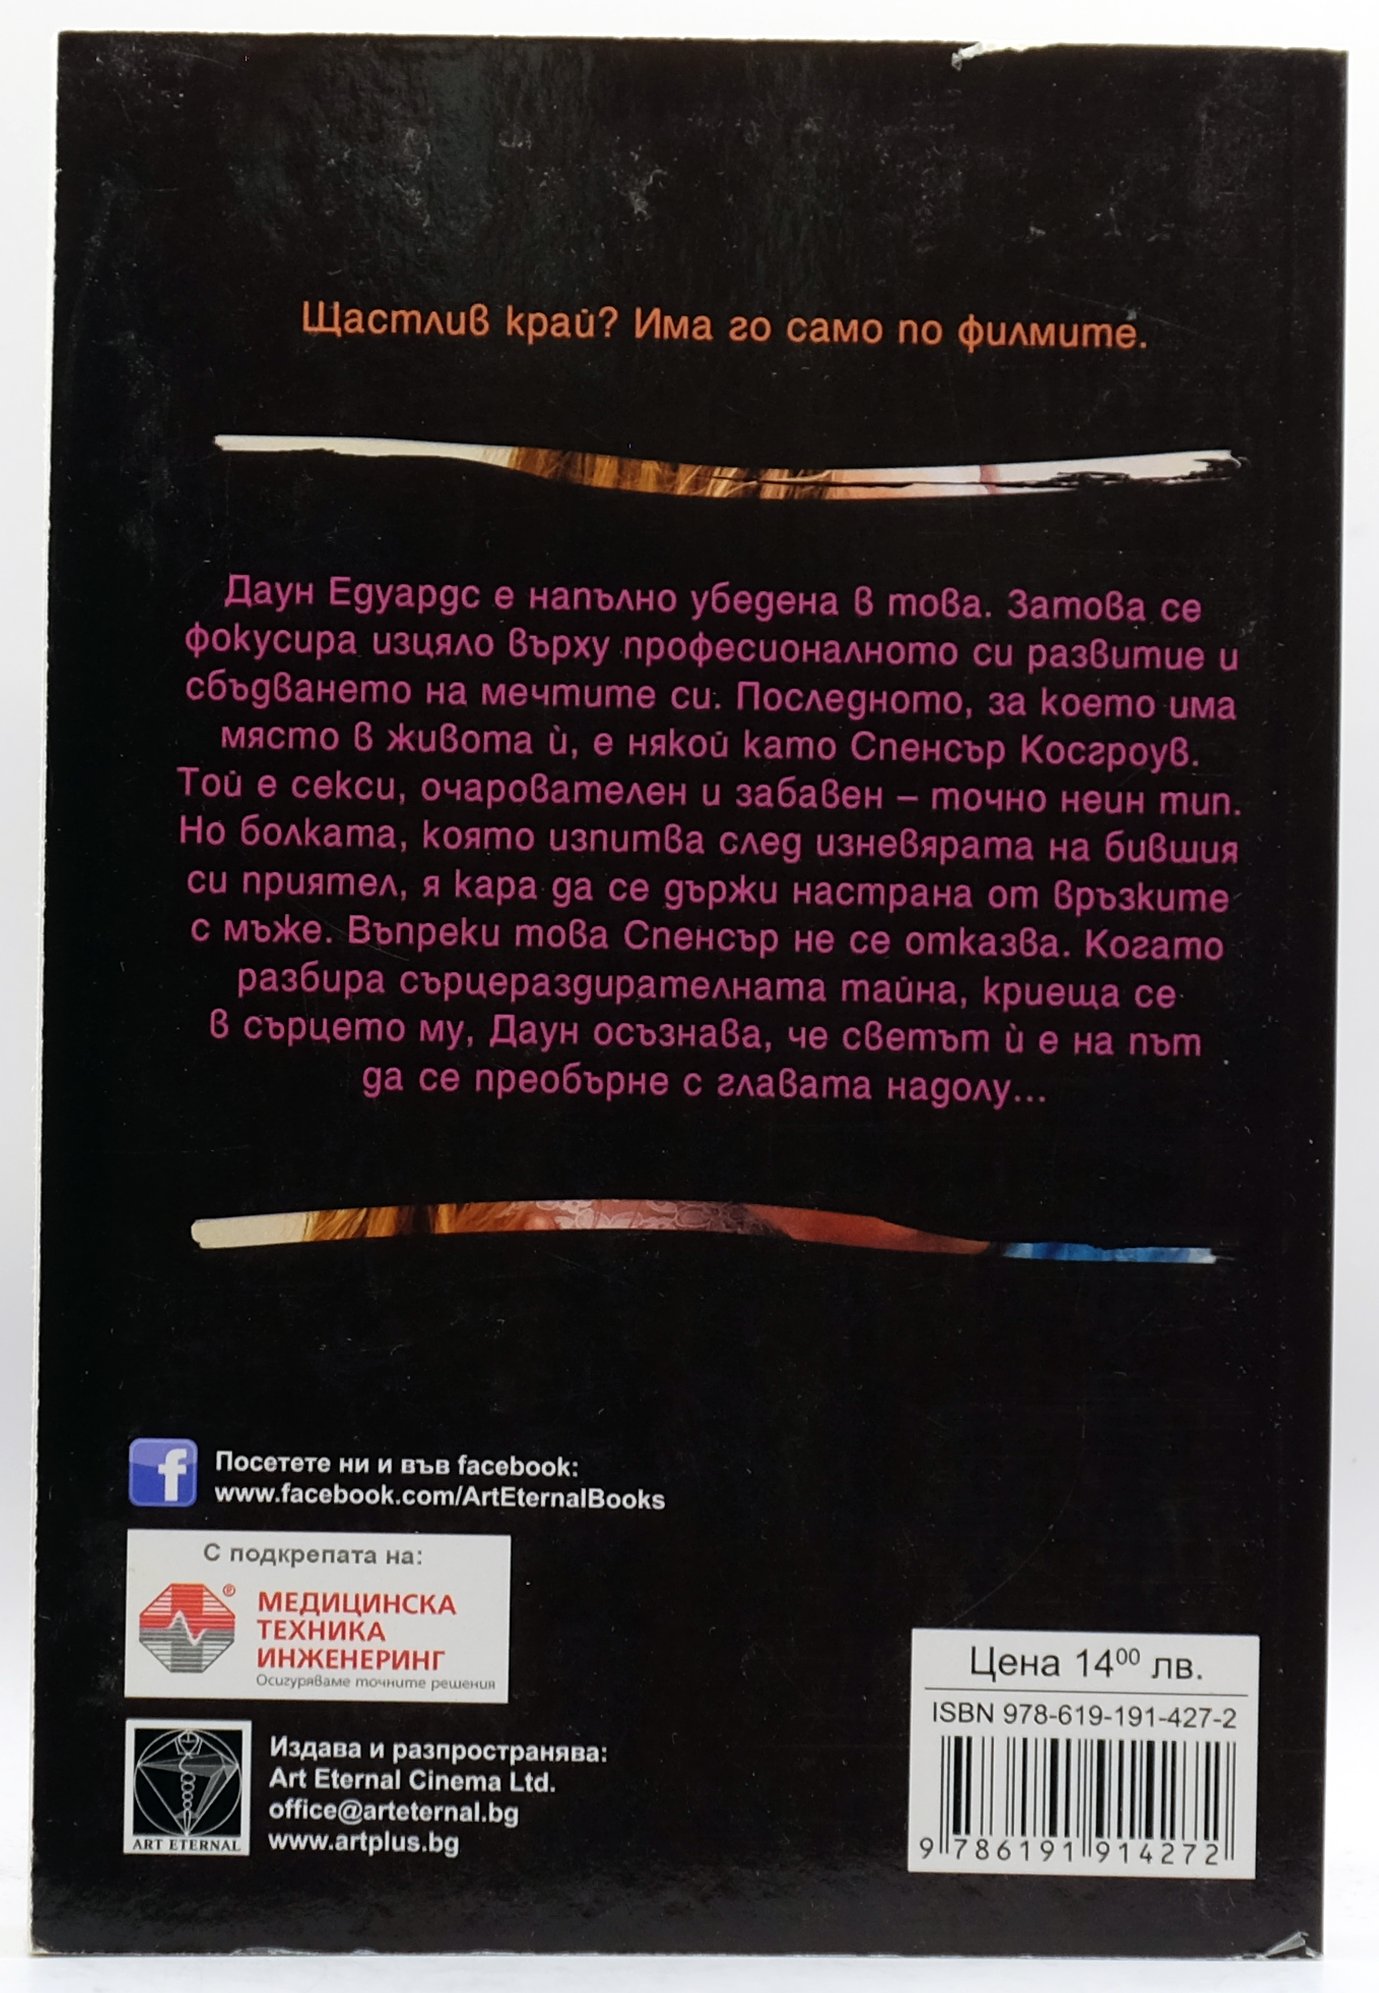 Щастлив край? Има го само по филмите.
Даун Едуардс е напълно убедена в това. Затова се
фокусира изцяло върху професионалното си развитие и
сбъдването на мечтите си. Последното, за което има
място в живота ѝ, е някой като Спенсър Косгроув.
Той е секси, очарователен и забавен – точно неин тип.
Но болката, която изпитва след изневярата на бившия
си приятел, я кара да се държи настрана от връзките
с мъже. Въпреки това Спенсър не се отказва. Когато
разбира сърцераздирателната тайна, криеща се
в сърцето му, Даун осъзнава, че светът ѝ е на път
да се преобърне с главата надолу...
f
Посетете ни и във facebook:
www.facebook.com/ArtEternalBooks
С подкрепата на:
®
МЕДИЦИНСКА
ТЕХНИКА
ИНЖЕНЕРИНГ
Осигуряваме точните решения
ART ETERNAL
Издава и разпространява:
Art Eternal Cinema Ltd.
office@arteternal.bg
www.artplus.bg
Цена 14⁰⁰ лв.
ISBN 978-619-191-427-2
9 786191 914272